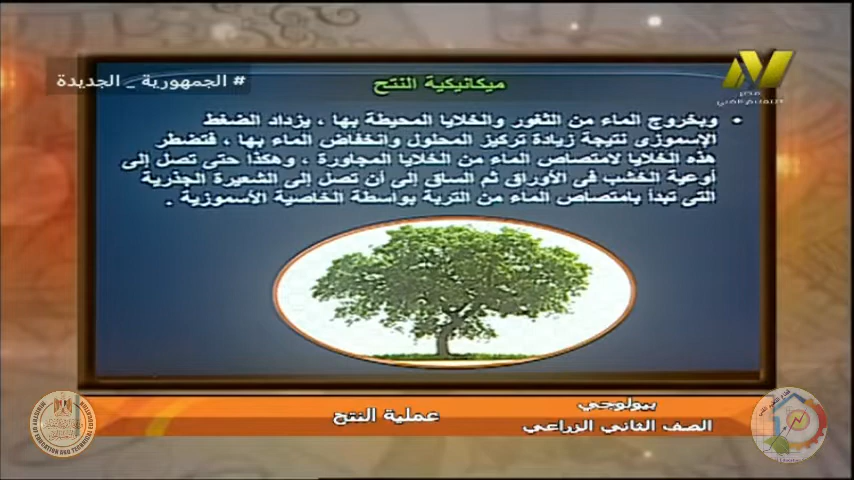 # الجمهورية _ الجديدة
ميكانيكية النتح
• وبخروج الماء من الثغور والخلايا المحيطة بها ، يزداد الضغط
الإسموزى نتيجة زيادة تركيز المحلول وانخفاض الماء بها ، فتضطر
هذه الخلايا لامتصاص الماء من الخلايا المجاورة ، وهكذا حتى تصل إلى
أوعية الخشب فى الأوراق ثم الساق إلى أن تصل إلى الشعيرة الجذرية
التى تبدأ بامتصاص الماء من التربة بواسطة الخاصية الأسموزية .
بيولوجي
الصف الثاني الزراعي
عملية النتح